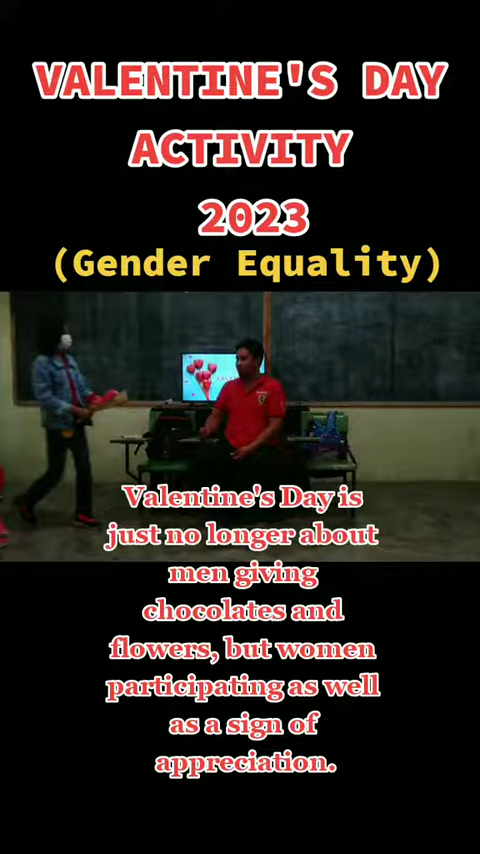 VALENTINE'S DAY
ACTIVITY
2023
(Gender Equality)
Valentine's Day is
just no longer about
men giving
chocolates and
flowers, but women
participating as well
as a sign of
appreciation.